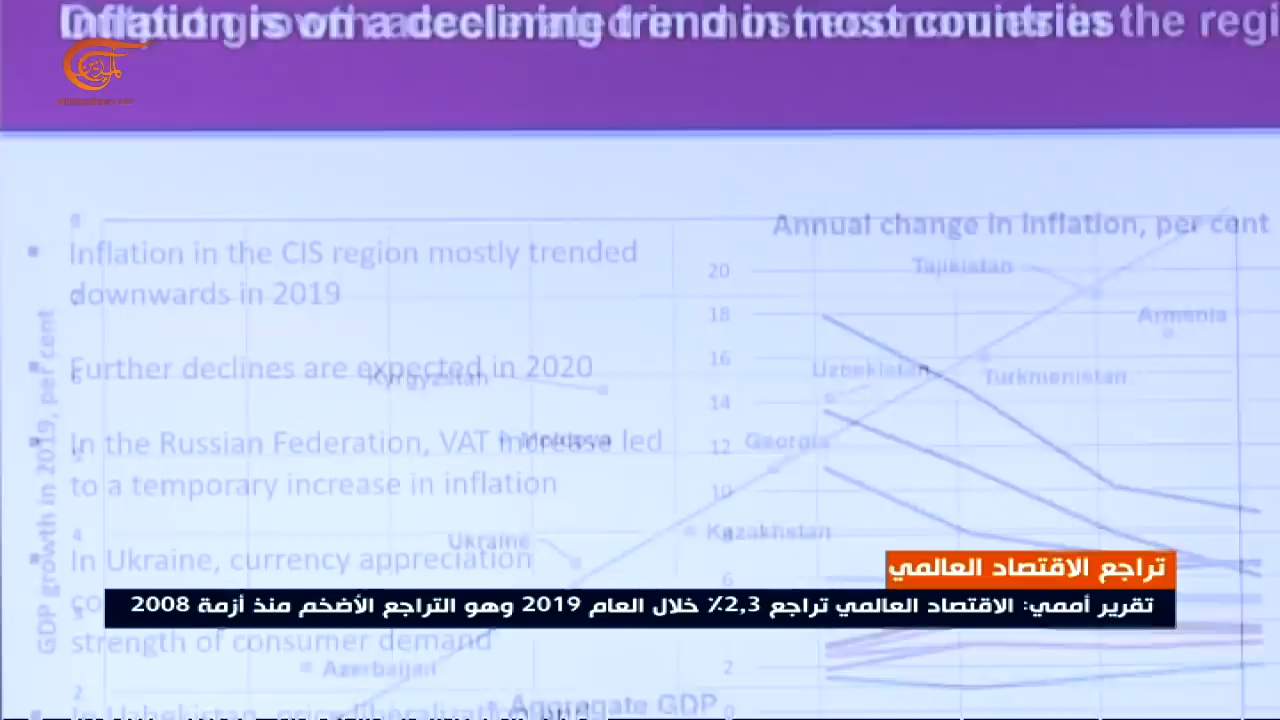 Inflation is on a declining trend in most countries
the regi
Annual change in inflation, per cent
Inflation in the CIS region mostly trended
downwards in 2019
Further declines are expected in 2020
In the Russian Federation, VAT increase led
to a temporary increase in inflation
In Ukraine, currency appreciation
strength of consumer demand
GDP growth in 2019, per cent
Tajikistan
Armenia
Uzbekistan
Turkmenistan
Kyrgyzstan
Moldova
Georgia
Ukraine
Kazakhstan
Azerbaijan
Aggregate GDP
20
18
16
14
12
10
6
2
تراجع الاقتصاد العالمي
تقرير أممي: الاقتصاد العالمي تراجع 2,3٪ خلال العام 2019 وهو التراجع الأضخم منذ أزمة 2008